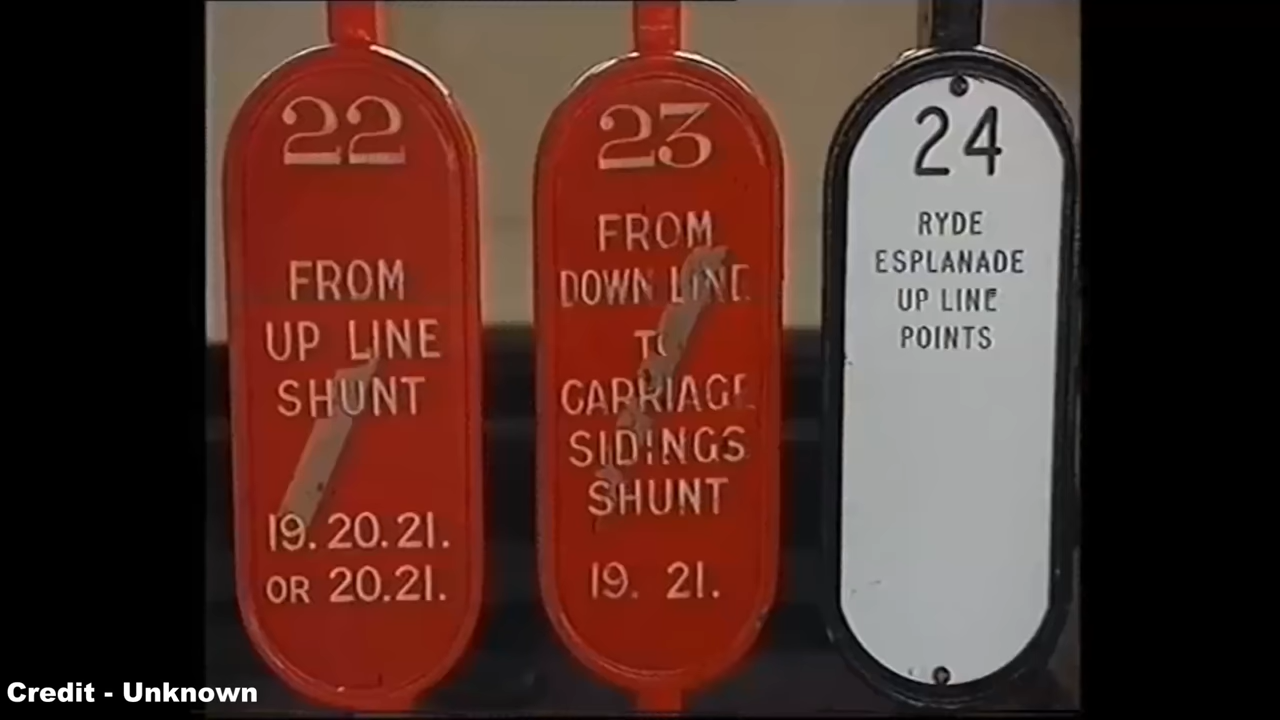 22
FROM
UP LINE
SHUNT
19. 20. 21.
OR 20.21.
23
FROM
DOWN LINE
TO
CARRIAGE
SIDINGS
SHUNT
19. 21.
24
RYDE
ESPLANADE
UP LINE
POINTS
Credit - Unknown